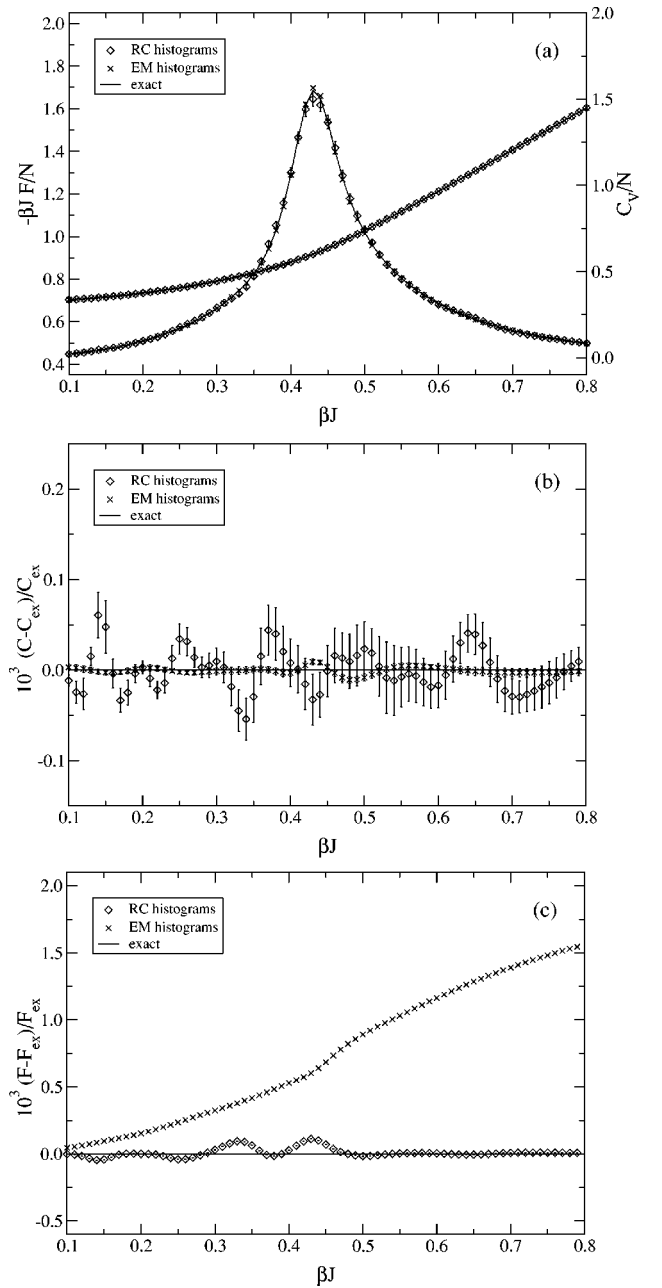 2.0
1.8
1.6
1.4
1.2
1.0
0.8
0.6
0.4
-βJ F/N
RC histograms
EM histograms
exact
(a)
2.0
1.5
1.0
0.5
0.0
C_V/N
0.1 0.2 0.3 0.4 0.5 0.6 0.7 0.8
βJ
0.2
0.1
0.0
-0.1
10^3 (C-C_ex)/C_ex
RC histograms
EM histograms
exact
(b)
0.1 0.2 0.3 0.4 0.5 0.6 0.7 0.8
βJ
2.0
1.5
1.0
0.5
0.0
-0.5
10^3 (F-F_ex)/F_ex
RC histograms
EM histograms
exact
(c)
0.1 0.2 0.3 0.4 0.5 0.6 0.7 0.8
βJ